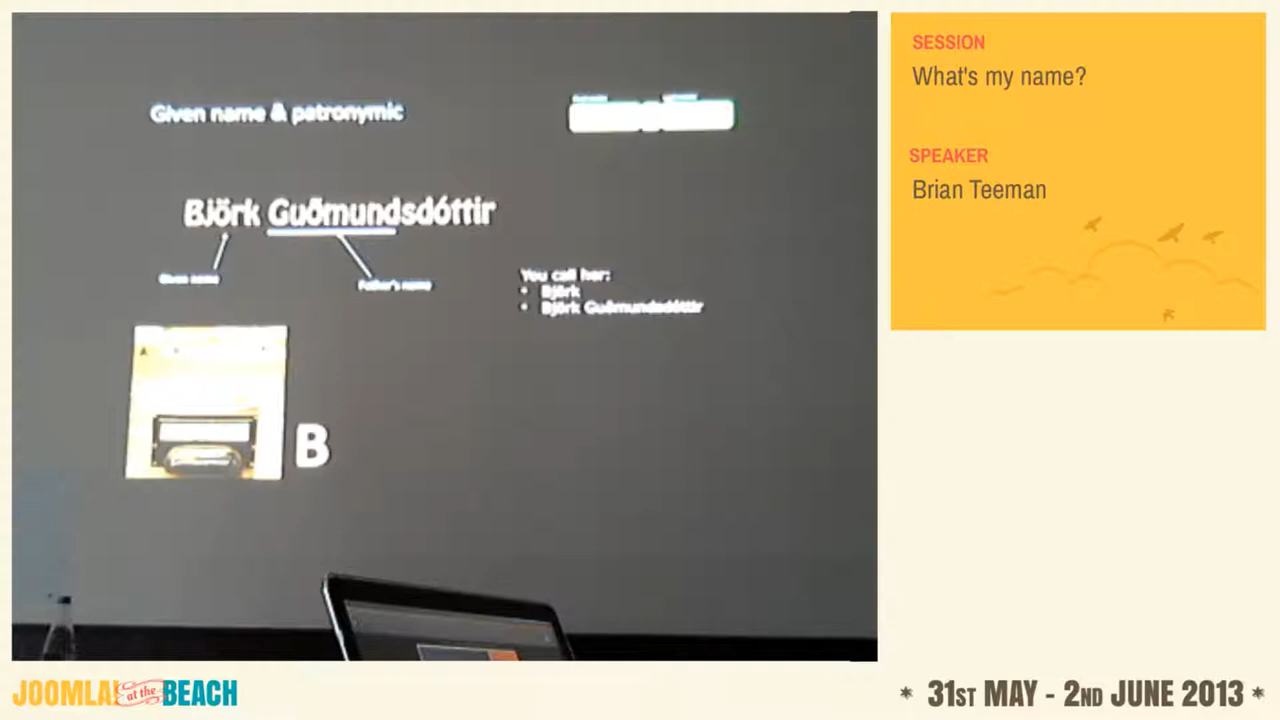 Given name & patronymic
Björk Guðmundsdóttir
Given name
Father's name
You call her:
• Björk
• Björk Guðmundsdóttir
A
B
SESSION
What's my name?
SPEAKER
Brian Teeman
JOOMLA! at the BEACH
* 31ST MAY - 2ND JUNE 2013 *